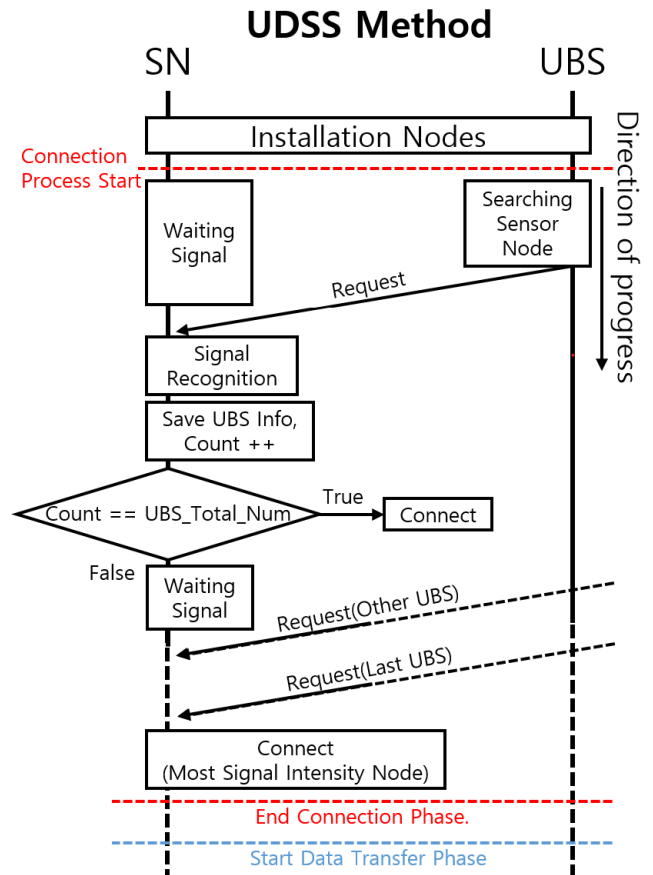 UDSS Method
SN
UBS
Installation Nodes
Connection
Process Start
Direction of progress
Waiting
Signal
Searching
Sensor
Node
Request
Signal
Recognition
Save UBS Info,
Count ++
Count == UBS_Total_Num
True
Connect
False
Waiting
Signal
Request(Other UBS)
Request(Last UBS)
Connect
(Most Signal Intensity Node)
End Connection Phase.
Start Data Transfer Phase